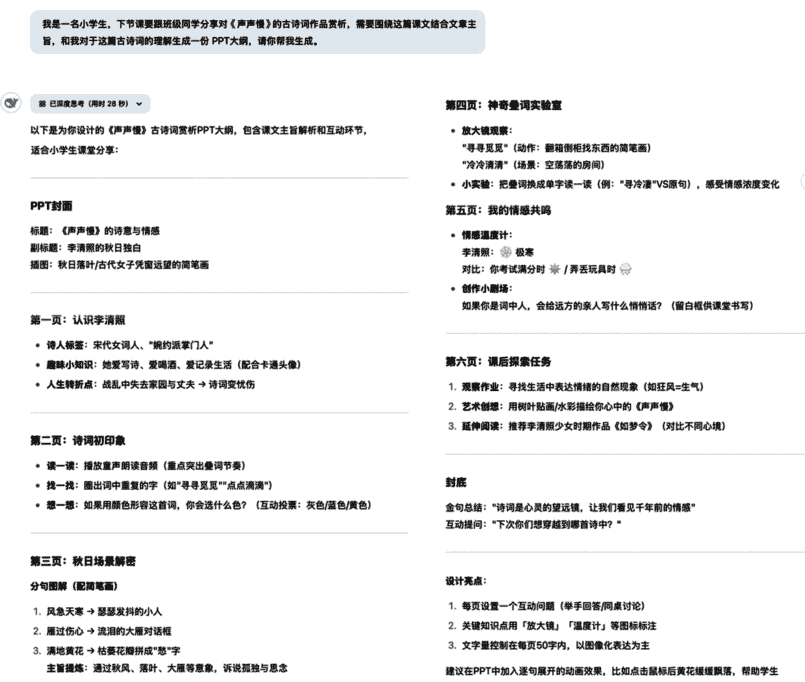 我是一名小学生，下节课要跟班级同学分享对《声声慢》的古诗词作品赏析，需要围绕这篇课文结合文章主
旨，和我对于这篇古诗词的理解生成一份 PPT大纲，请你帮我生成。
已深度思考（用时 28 秒）
以下是为你设计的《声声慢》古诗词赏析PPT大纲，包含课文主旨解析和互动环节，
适合小学生课堂分享：
PPT封面
标题：《声声慢》的诗意与情感
副标题：李清照的秋日独白
插图：秋日落叶/古代女子凭窗远望的简笔画
第一页：认识李清照
• 诗人标签：宋代女词人、"婉约派掌门人"
• 趣味小知识：她爱写诗、爱喝酒、爱记录生活（配合卡通头像）
• 人生转折点：战乱中失去家园与丈夫 → 诗词变忧伤
第二页：诗词初印象
• 读一读：播放童声朗读音频（重点突出叠词节奏）
• 找一找：圈出词中重复的字（如"寻寻觅觅""点点滴滴"）
• 想一想：如果用颜色形容这首词，你会选什么色？（互动投票：灰色/蓝色/黄色）
第三页：秋日场景解密
分句图解（配简笔画）
1. 风急天寒 → 瑟瑟发抖的小人
2. 雁过伤心 → 流泪的大雁对话框
3. 满地黄花 → 枯萎花瓣拼成"愁"字
主旨提炼：通过秋风、落叶、大雁等意象，诉说孤独与思念
第四页：神奇叠词实验室
• 放大镜观察：
"寻寻觅觅"（动作：翻箱倒柜找东西的简笔画）
"冷冷清清"（场景：空荡荡的房间）
• 小实验：把叠词换成单字读一读（例："寻冷凄"VS原句），感受情感浓度变化
第五页：我的情感共鸣
• 情感温度计：
李清照： 极寒
对比：你考试满分时 / 弄丢玩具时
• 创作小剧场：
如果你是词中人，会给远方的亲人写什么悄悄话？（留白框供课堂书写）
第六页：课后探索任务
1. 观察作业：寻找生活中表达情绪的自然现象（如狂风=生气）
2. 艺术创想：用树叶贴画/水彩描绘你心中的《声声慢》
3. 延伸阅读：推荐李清照少女时期作品《如梦令》（对比不同心境）
封底
金句总结："诗词是心灵的望远镜，让我们看见千年前的情感"
互动提问："下次你们想穿越到哪首诗中？"
设计亮点：
1. 每页设置一个互动问题（举手回答/同桌讨论）
2. 关键知识点用「放大镜」「温度计」等图标标注
3. 文字量控制在每页50字内，以图像化表达为主
建议在PPT中加入逐句展开的动画效果，比如点击鼠标后黄花缓缓飘落，帮助学生